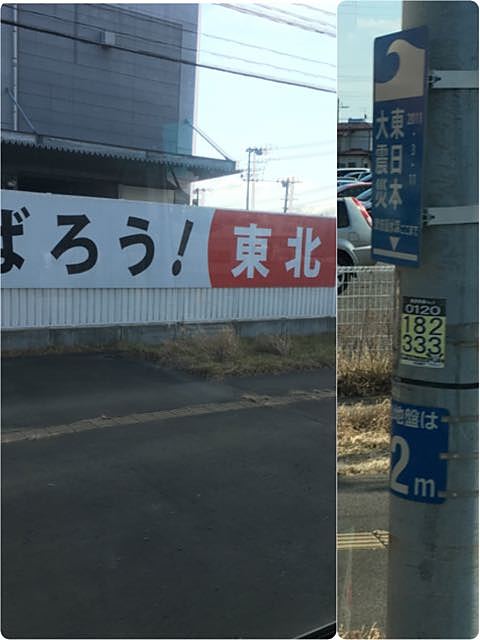 ばろう! 東北
2011.3.11
東日本
大震災
0120
182
333
地盤は
2m